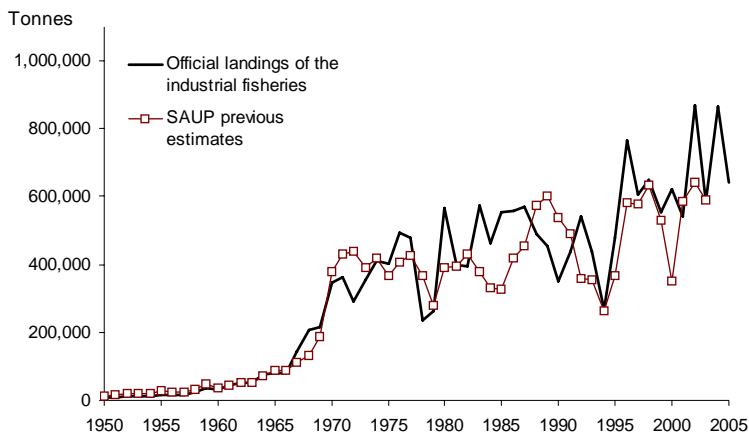 Tonnes
1,000,000
800,000
600,000
400,000
200,000
0
Official landings of the
industrial fisheries
SAUP previous
estimates
1950 1955 1960 1965 1970 1975 1980 1985 1990 1995 2000 2005